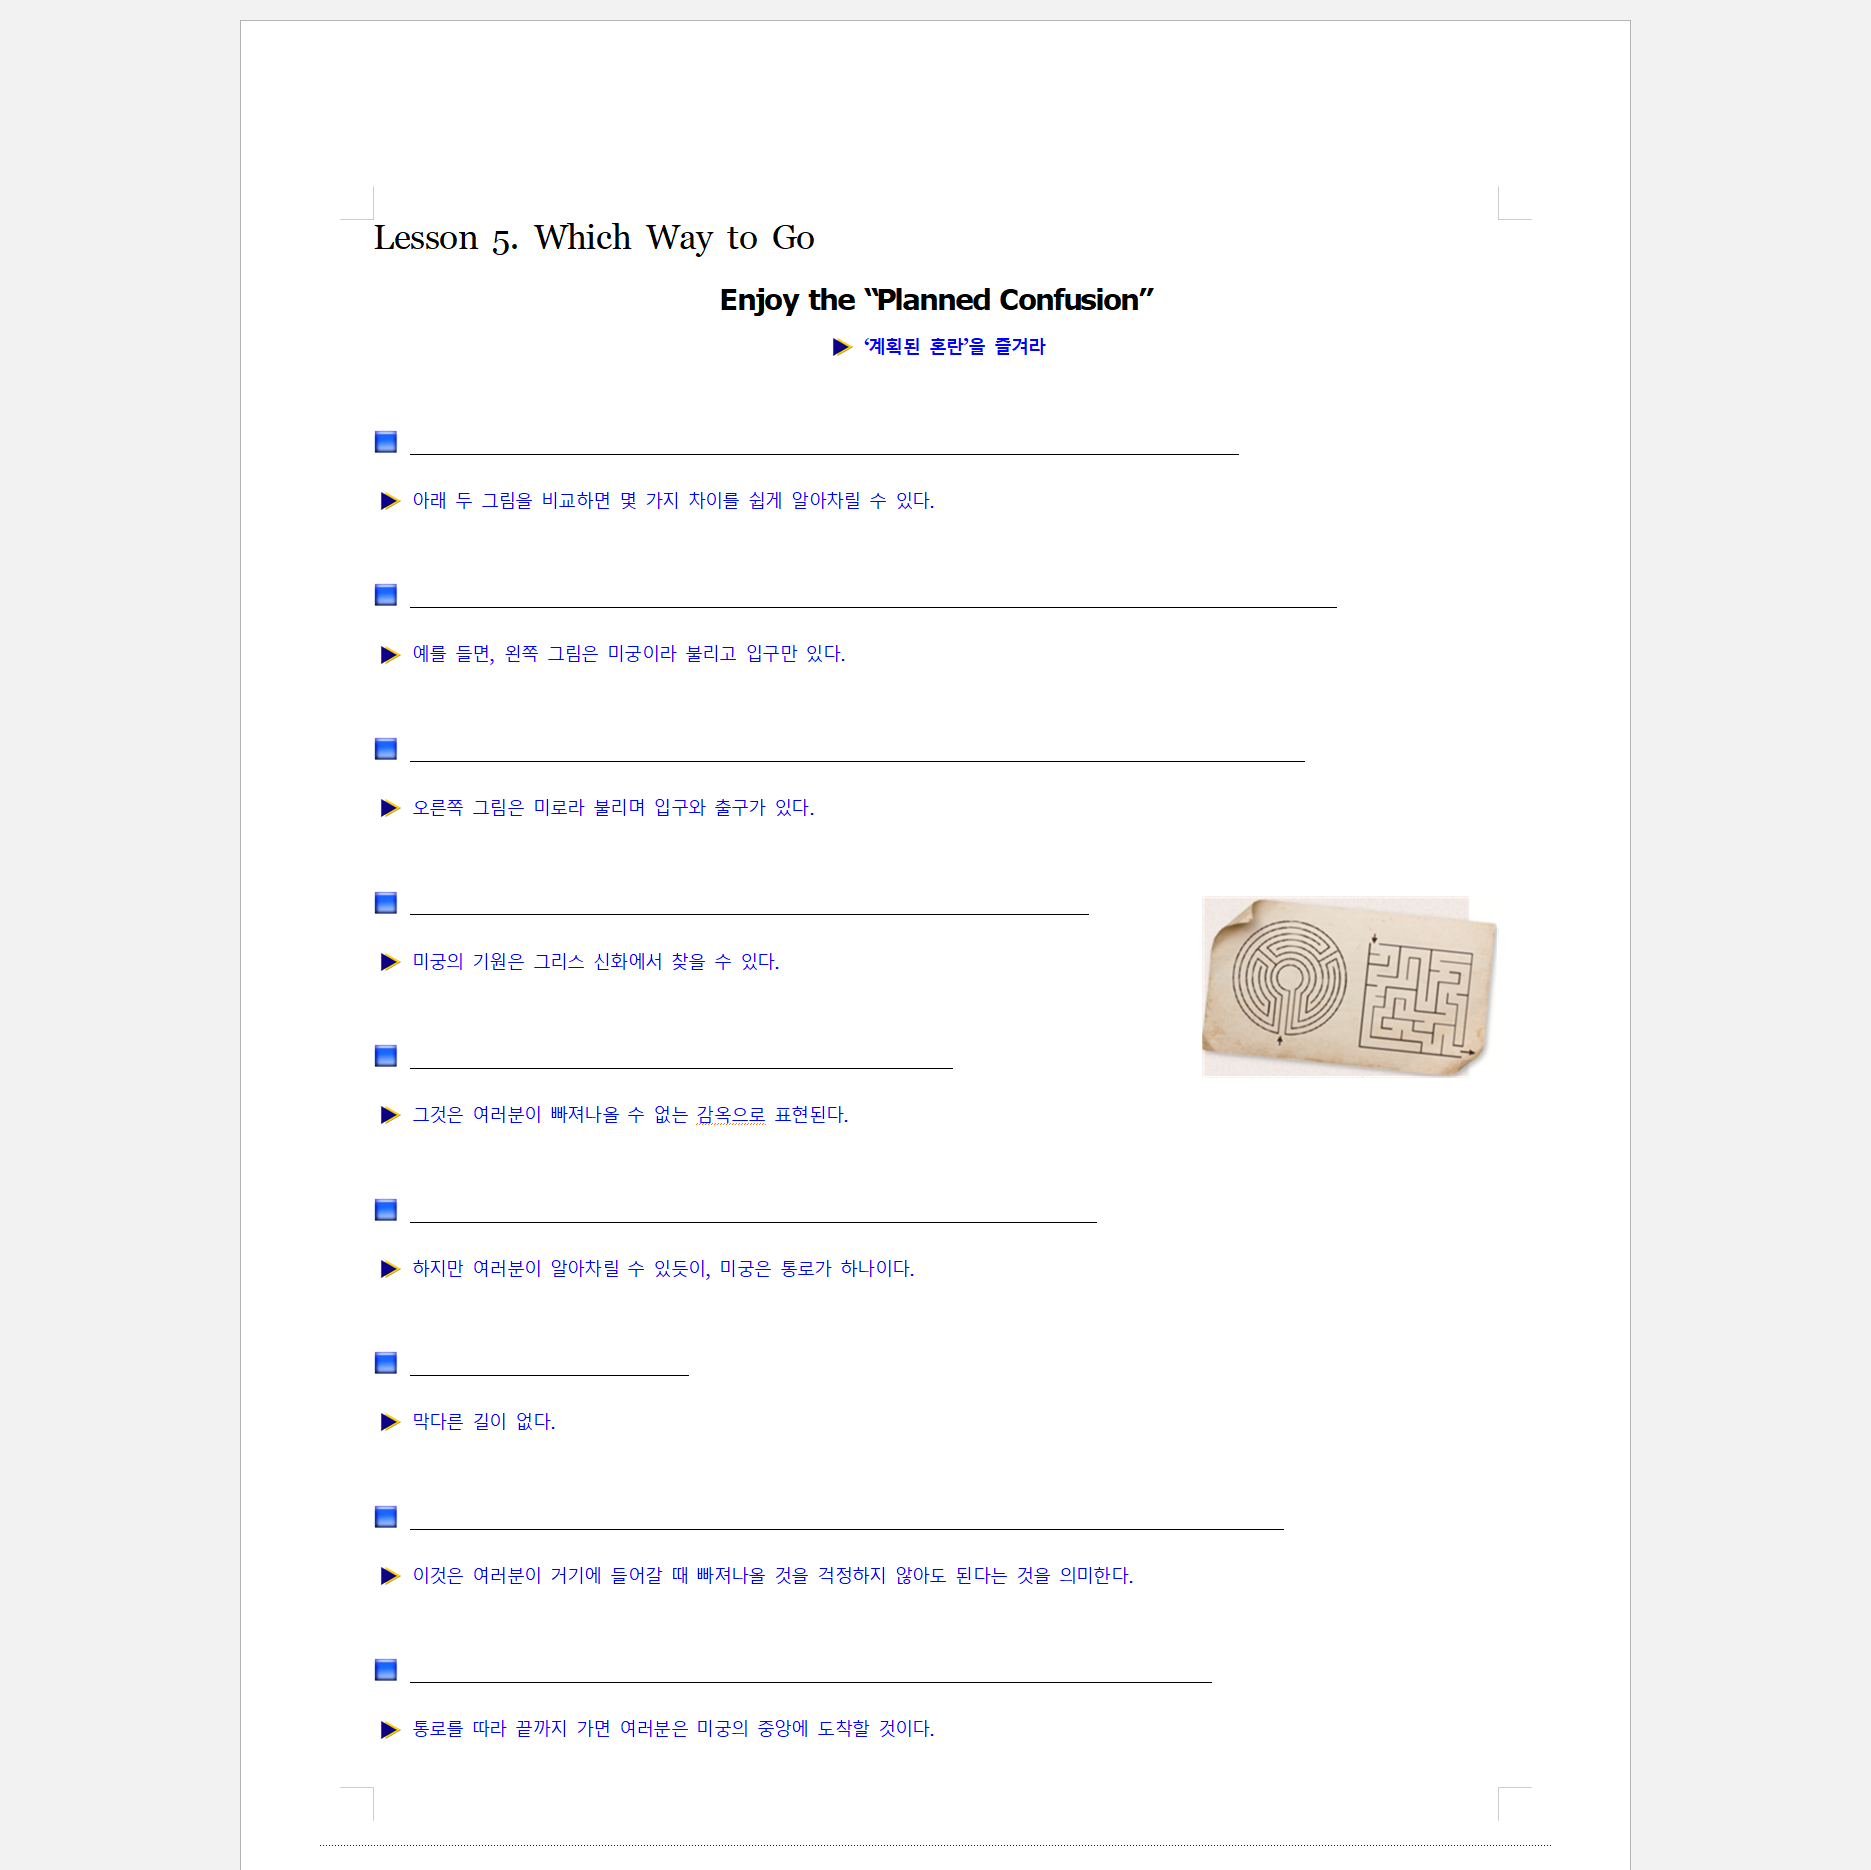 Lesson 5. Which Way to Go
Enjoy the “Planned Confusion”
‘계획된 혼란’을 즐겨라
아래 두 그림을 비교하면 몇 가지 차이를 쉽게 알아차릴 수 있다.
예를 들면, 왼쪽 그림은 미궁이라 불리고 입구만 있다.
오른쪽 그림은 미로라 불리며 입구와 출구가 있다.
미궁의 기원은 그리스 신화에서 찾을 수 있다.
그것은 여러분이 빠져나올 수 없는 감옥으로 표현된다.
하지만 여러분이 알아차릴 수 있듯이, 미궁은 통로가 하나이다.
막다른 길이 없다.
이것은 여러분이 거기에 들어갈 때 빠져나올 것을 걱정하지 않아도 된다는 것을 의미한다.
통로를 따라 끝까지 가면 여러분은 미궁의 중앙에 도착할 것이다.